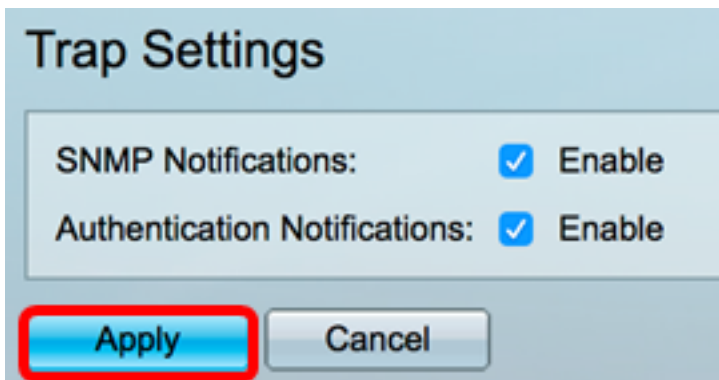 Trap Settings
SNMP Notifications: Enable
Authentication Notifications: Enable
Apply Cancel